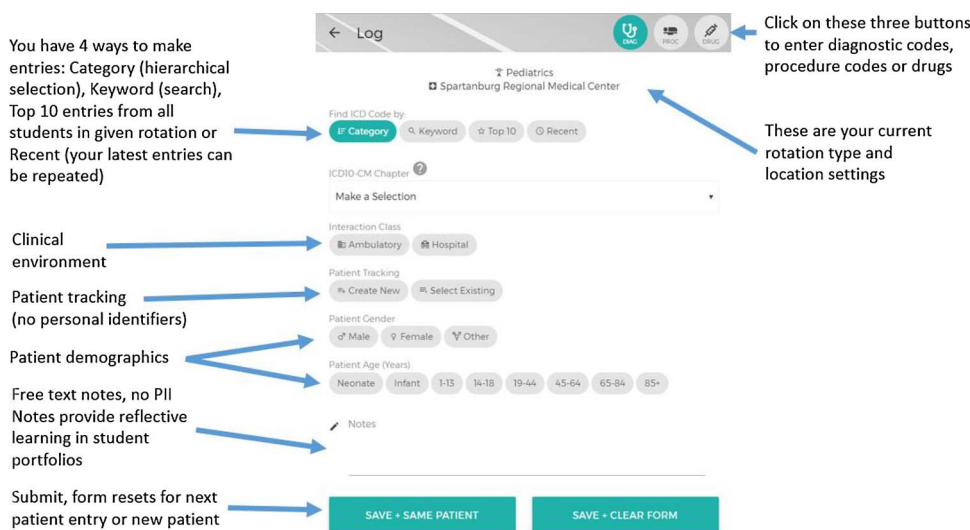 You have 4 ways to make
entries: Category (hierarchical
selection), Keyword (search),
Top 10 entries from all
students in given rotation or
Recent (your latest entries can
be repeated)
Clinical
environment
Patient tracking
(no personal identifiers)
Patient demographics
Free text notes, no PII
Notes provide reflective
learning in student
portfolios
Submit, form resets for next
patient entry or new patient
Log
DIAG PROC DRUG
Pediatrics
Spartanburg Regional Medical Center
Find ICD Code by:
Category Keyword Top 10 Recent
ICD10-CM Chapter ?
Make a Selection
Interaction Class
Ambulatory Hospital
Patient Tracking
Create New Select Existing
Patient Gender
Male Female Other
Patient Age (Years)
Neonate Infant 1-13 14-18 19-44 45-64 65-84 85+
Notes
SAVE + SAME PATIENT SAVE + CLEAR FORM
Click on these three buttons
to enter diagnostic codes,
procedure codes or drugs
These are your current
rotation type and
location settings